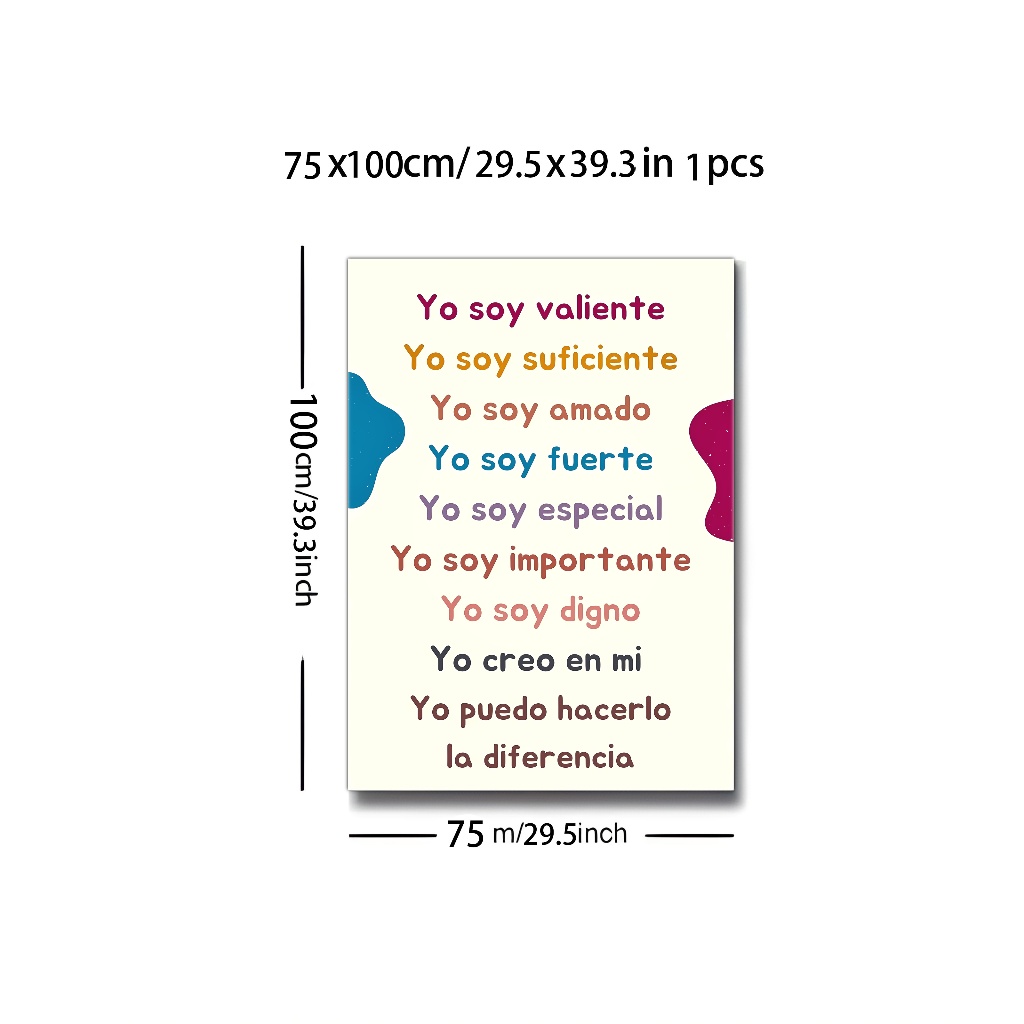 75x100cm/29.5x39.3in 1pcs
Yo soy valiente
Yo soy suficiente
Yo soy amado
Yo soy fuerte
Yo soy especial
Yo soy importante
Yo soy digno
Yo creo en mi
Yo puedo hacerlo
la diferencia
100cm/39.3inch
75 m/29.5inch